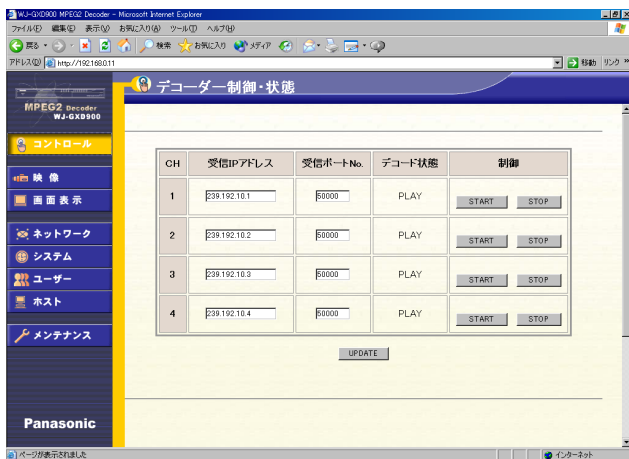 WJ-GXD900 MPEG2 Decoder - Microsoft Internet Explorer
ファイル(F) 編集(E) 表示(V) お気に入り(A) ツール(T) ヘルプ(H)
戻る 検索 お気に入り メディア
アドレス(D) http://192.168.0.11 移動 リンク »
MPEG2 Decoder
WJ-GXD900
デコーダー制御・状態
コントロール
映 像
画面表示
ネットワーク
システム
ユーザー
ホスト
メンテナンス
Panasonic
CH 受信IPアドレス 受信ポートNo. デコード状態 制御
1 239.192.10.1 50000 PLAY START STOP
2 239.192.10.2 50000 PLAY START STOP
3 239.192.10.3 50000 PLAY START STOP
4 239.192.10.4 50000 PLAY START STOP
UPDATE
ページが表示されました インターネット